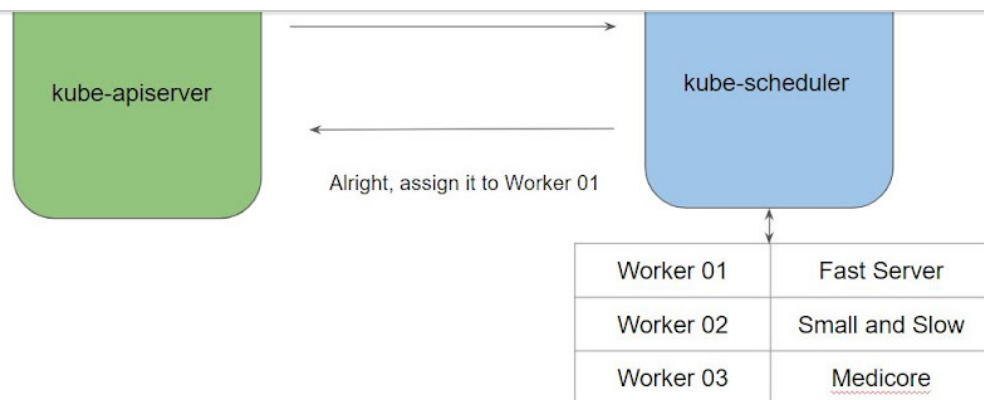 kube-apiserver
kube-scheduler
Alright, assign it to Worker 01
Worker 01 Fast Server
Worker 02 Small and Slow
Worker 03 Medicore